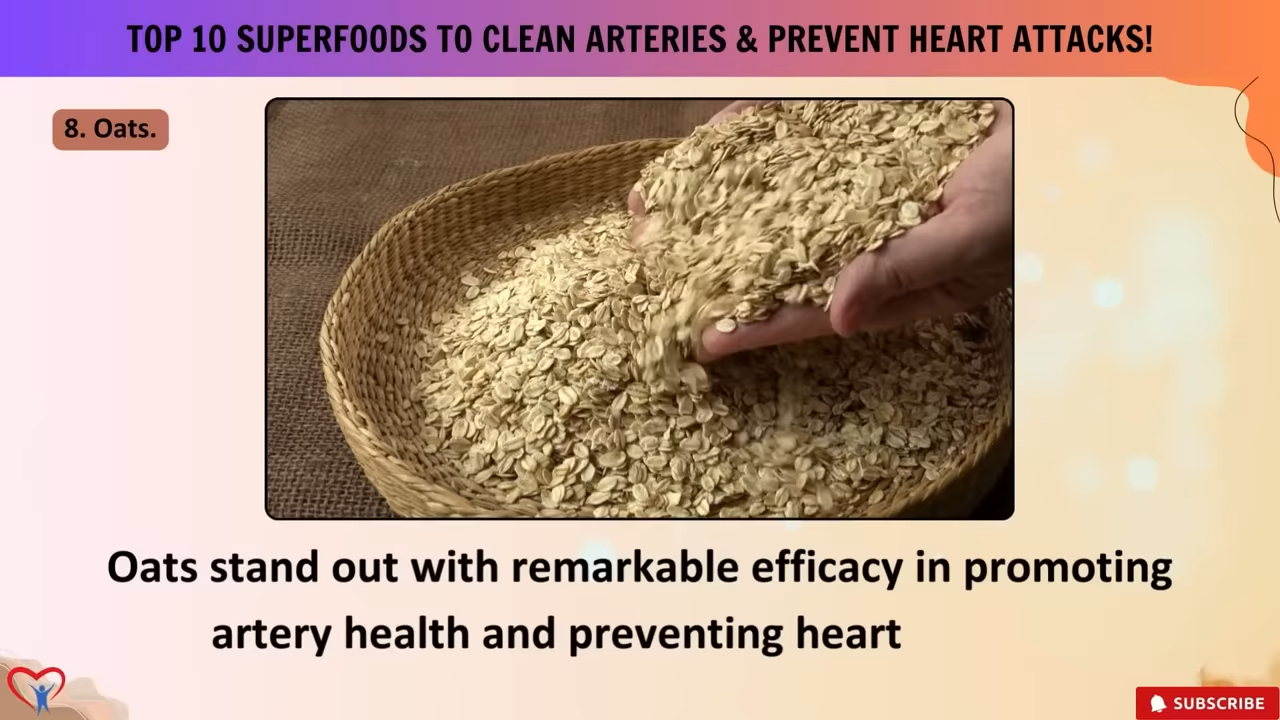 TOP 10 SUPERFOODS TO CLEAN ARTERIES & PREVENT HEART ATTACKS!
8. Oats.
Oats stand out with remarkable efficacy in promoting
artery health and preventing heart
SUBSCRIBE